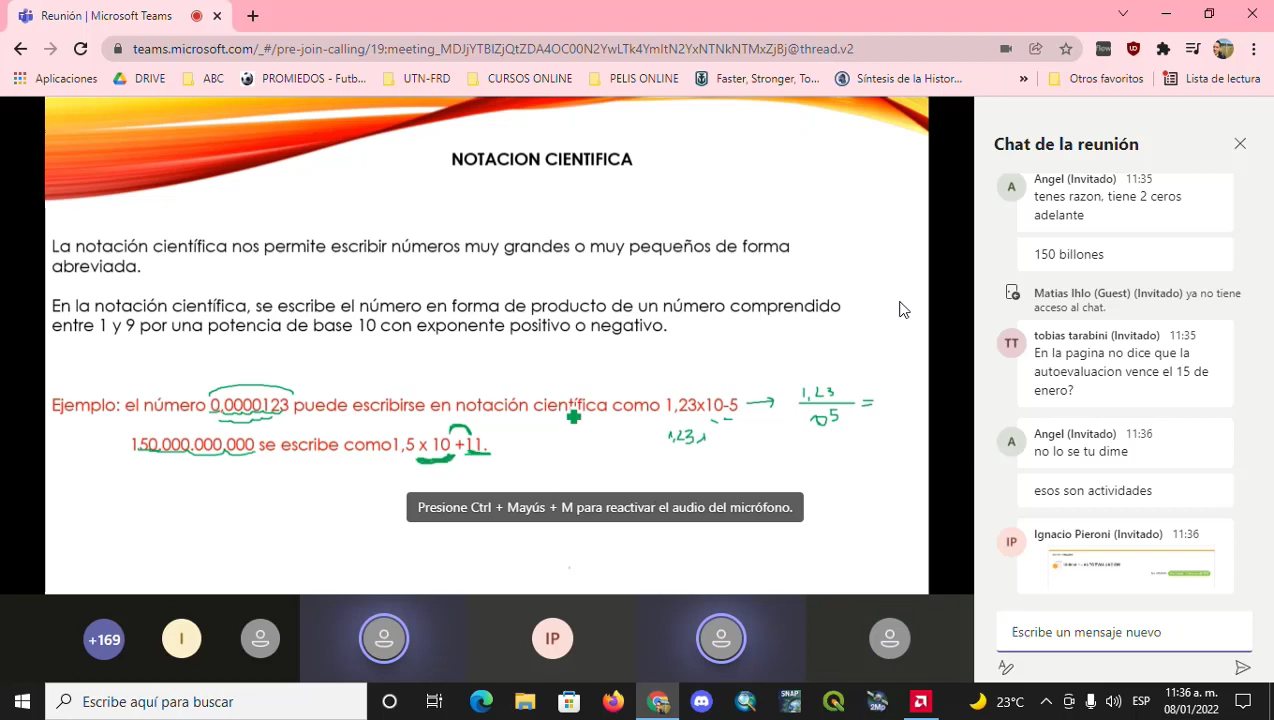 Reunión | Microsoft Teams
teams.microsoft.com/_#/pre-join-calling/19:meeting_MDJjYTBlZjQtZDA4OC00N2YwLTk4YmItN2YxNTNkNTMxZjBj@thread.v2
Aplicaciones DRIVE ABC PROMIEDOS - Futb... UTN-FRD CURSOS ONLINE PELIS ONLINE Faster, Stronger, To... Síntesis de la Histor... » Otros favoritos Lista de lectura
NOTACION CIENTIFICA
La notación científica nos permite escribir números muy grandes o muy pequeños de forma
abreviada.
En la notación científica, se escribe el número en forma de producto de un número comprendido
entre 1 y 9 por una potencia de base 10 con exponente positivo o negativo.
Ejemplo: el número 0,0000123 puede escribirse en notación científica como 1,23x10-5 → 1,23
10⁵ =
150.000.000.000 se escribe como1,5 x 10 +11.
1,23
Presione Ctrl + Mayús + M para reactivar el audio del micrófono.
+169 I IP
Chat de la reunión
A Angel (Invitado) 11:35
tenes razon, tiene 2 ceros
adelante
150 billones
Matias Ihlo (Guest) (Invitado) ya no tiene
acceso al chat.
TT tobias tarabini (Invitado) 11:35
En la pagina no dice que la
autoevaluacion vence el 15 de
enero?
A Angel (Invitado) 11:36
no lo se tu dime
esos son actividades
IP Ignacio Pieroni (Invitado) 11:36
Escribe un mensaje nuevo
Escribe aquí para buscar
23°C ESP 11:36 a. m.
08/01/2022